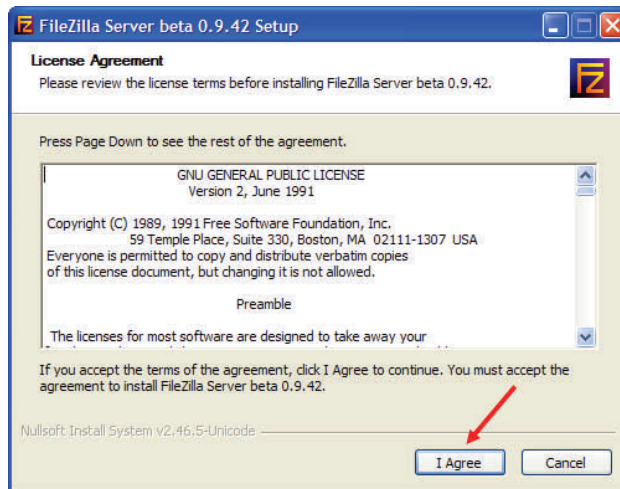 FileZilla Server beta 0.9.42 Setup
License Agreement
Please review the license terms before installing FileZilla Server beta 0.9.42.
Press Page Down to see the rest of the agreement.
GNU GENERAL PUBLIC LICENSE
Version 2, June 1991
Copyright (C) 1989, 1991 Free Software Foundation, Inc.
59 Temple Place, Suite 330, Boston, MA 02111-1307 USA
Everyone is permitted to copy and distribute verbatim copies
of this license document, but changing it is not allowed.
Preamble
The licenses for most software are designed to take away your
If you accept the terms of the agreement, click I Agree to continue. You must accept the
agreement to install FileZilla Server beta 0.9.42.
Nullsoft Install System v2.46.5-Unicode
I Agree
Cancel